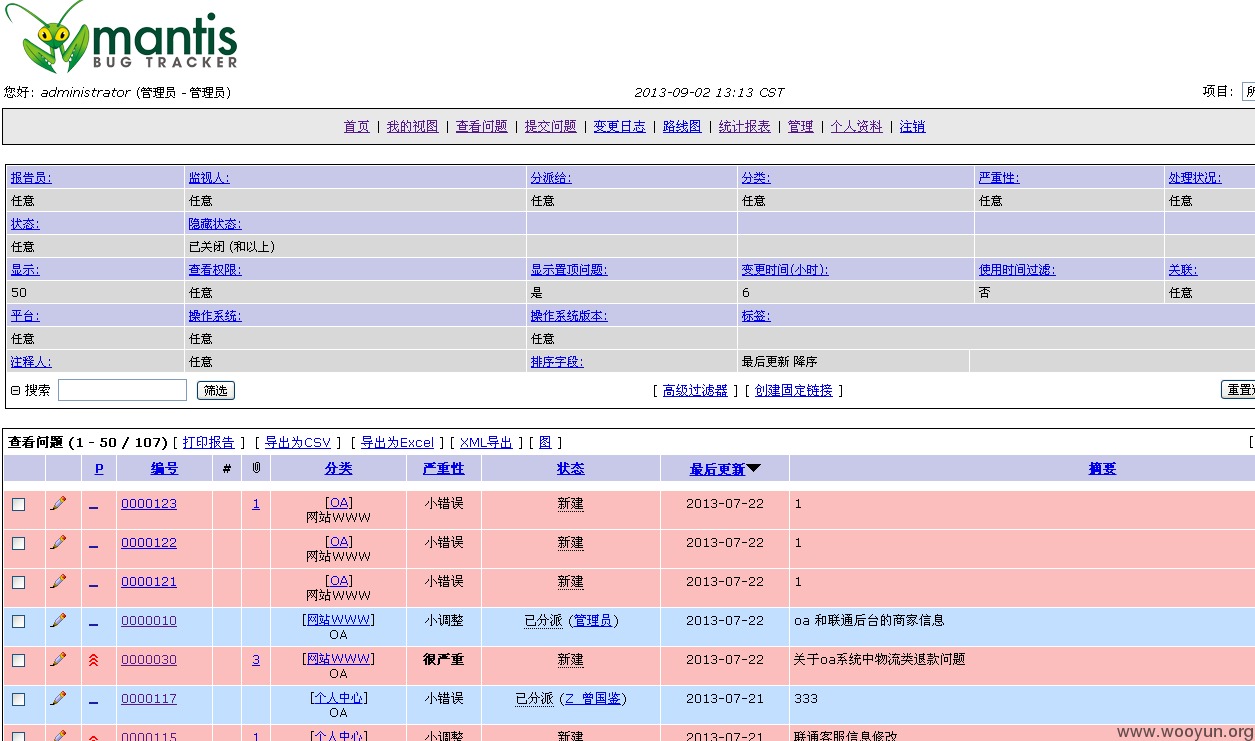 mantis
BUG TRACKER
您好: administrator (管理员 - 管理员)
2013-09-02 13:13 CST
项目:
首页 | 我的视图 | 查看问题 | 提交问题 | 变更日志 | 路线图 | 统计报表 | 管理 | 个人资料 | 注销
报告员: 监视人: 分派给: 分类: 严重性: 处理状况:
任意 任意 任意 任意 任意 任意
状态: 隐藏状态:
任意 已关闭 (和以上)
显示: 查看权限: 显示置顶问题: 变更时间(小时): 使用时间过滤: 关联:
50 任意 是 6 否 任意
平台: 操作系统: 操作系统版本: 标签:
任意 任意 任意
注释人: 任意 排序字段: 最后更新 降序
搜索 筛选 [ 高级过滤器 ] [ 创建固定链接 ] 重置
查看问题 (1 - 50 / 107) [ 打印报告 ] [ 导出为CSV ] [ 导出为Excel ] [ XML导出 ] [ 图 ] [
P 编号 # 分类 严重性 状态 最后更新 摘要
0000123 1 [OA] 小错误 新建 2013-07-22 1
网站WWW
0000122 [OA] 小错误 新建 2013-07-22 1
网站WWW
0000121 [OA] 小错误 新建 2013-07-22 1
网站WWW
0000010 [网站WWW] 小调整 已分派 (管理员) 2013-07-22 oa 和联通后台的商家信息
OA
0000030 3 [网站WWW] 很严重 新建 2013-07-22 关于oa系统中物流类退款问题
OA
0000117 [个人中心] 小错误 已分派 (Z_曾国鉴) 2013-07-21 333
OA
0000115 1 [个人中心] 小调整 新建 2013-07-21 联通客服信息修改
www.wooyun.org